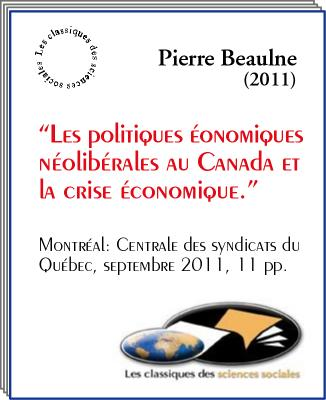 Les classiques des sciences sociales
Pierre Beaulne
(2011)
“Les politiques éonomiques
néolibérales au Canada et
la crise économique.”
Montréal: Centrale des syndicats du
Québec, septembre 2011, 11 pp.
Les classiques des sciences sociales